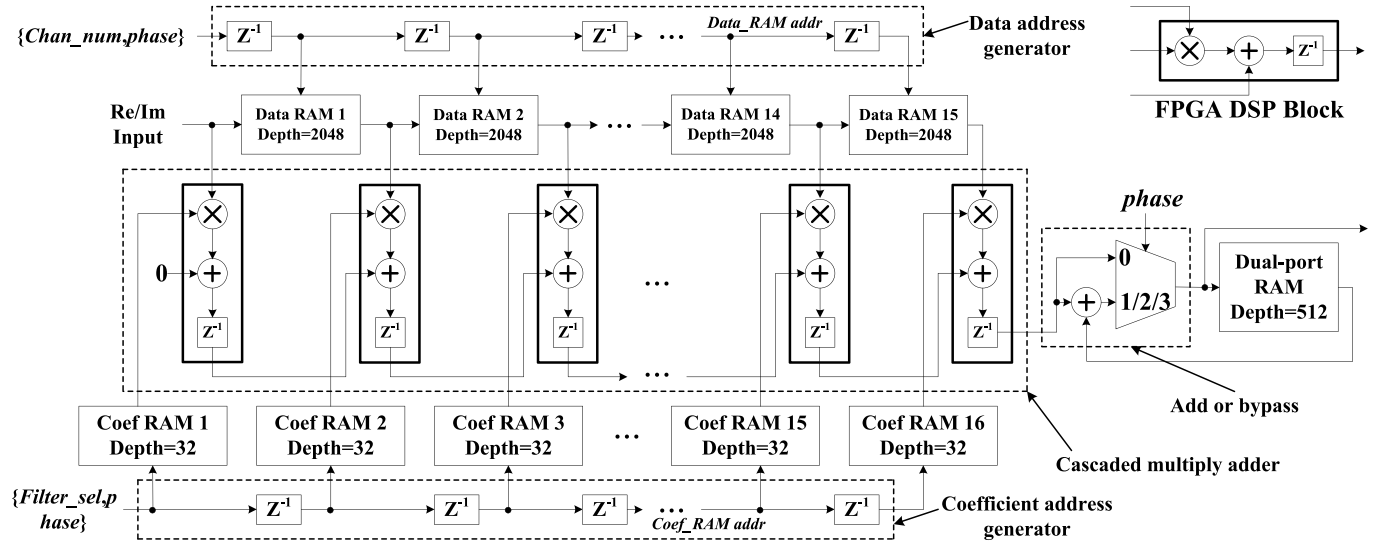 {Chan_num,phase}
Z-1
Z-1
Z-1
...
Data_RAM addr
Z-1
Data address
generator
Z-1
FPGA DSP Block
Re/Im
Input
Data RAM 1
Depth=2048
Data RAM 2
Depth=2048
...
Data RAM 14
Depth=2048
Data RAM 15
Depth=2048
0
Z-1
Z-1
Z-1
...
...
Z-1
Z-1
phase
0
1/2/3
Dual-port
RAM
Depth=512
Add or bypass
Cascaded multiply adder
Coef RAM 1
Depth=32
Coef RAM 2
Depth=32
Coef RAM 3
Depth=32
...
Coef RAM 15
Depth=32
Coef RAM 16
Depth=32
{Filter_sel,p
hase}
Z-1
Z-1
Z-1
...
Coef_RAM addr
Z-1
Coefficient address
generator